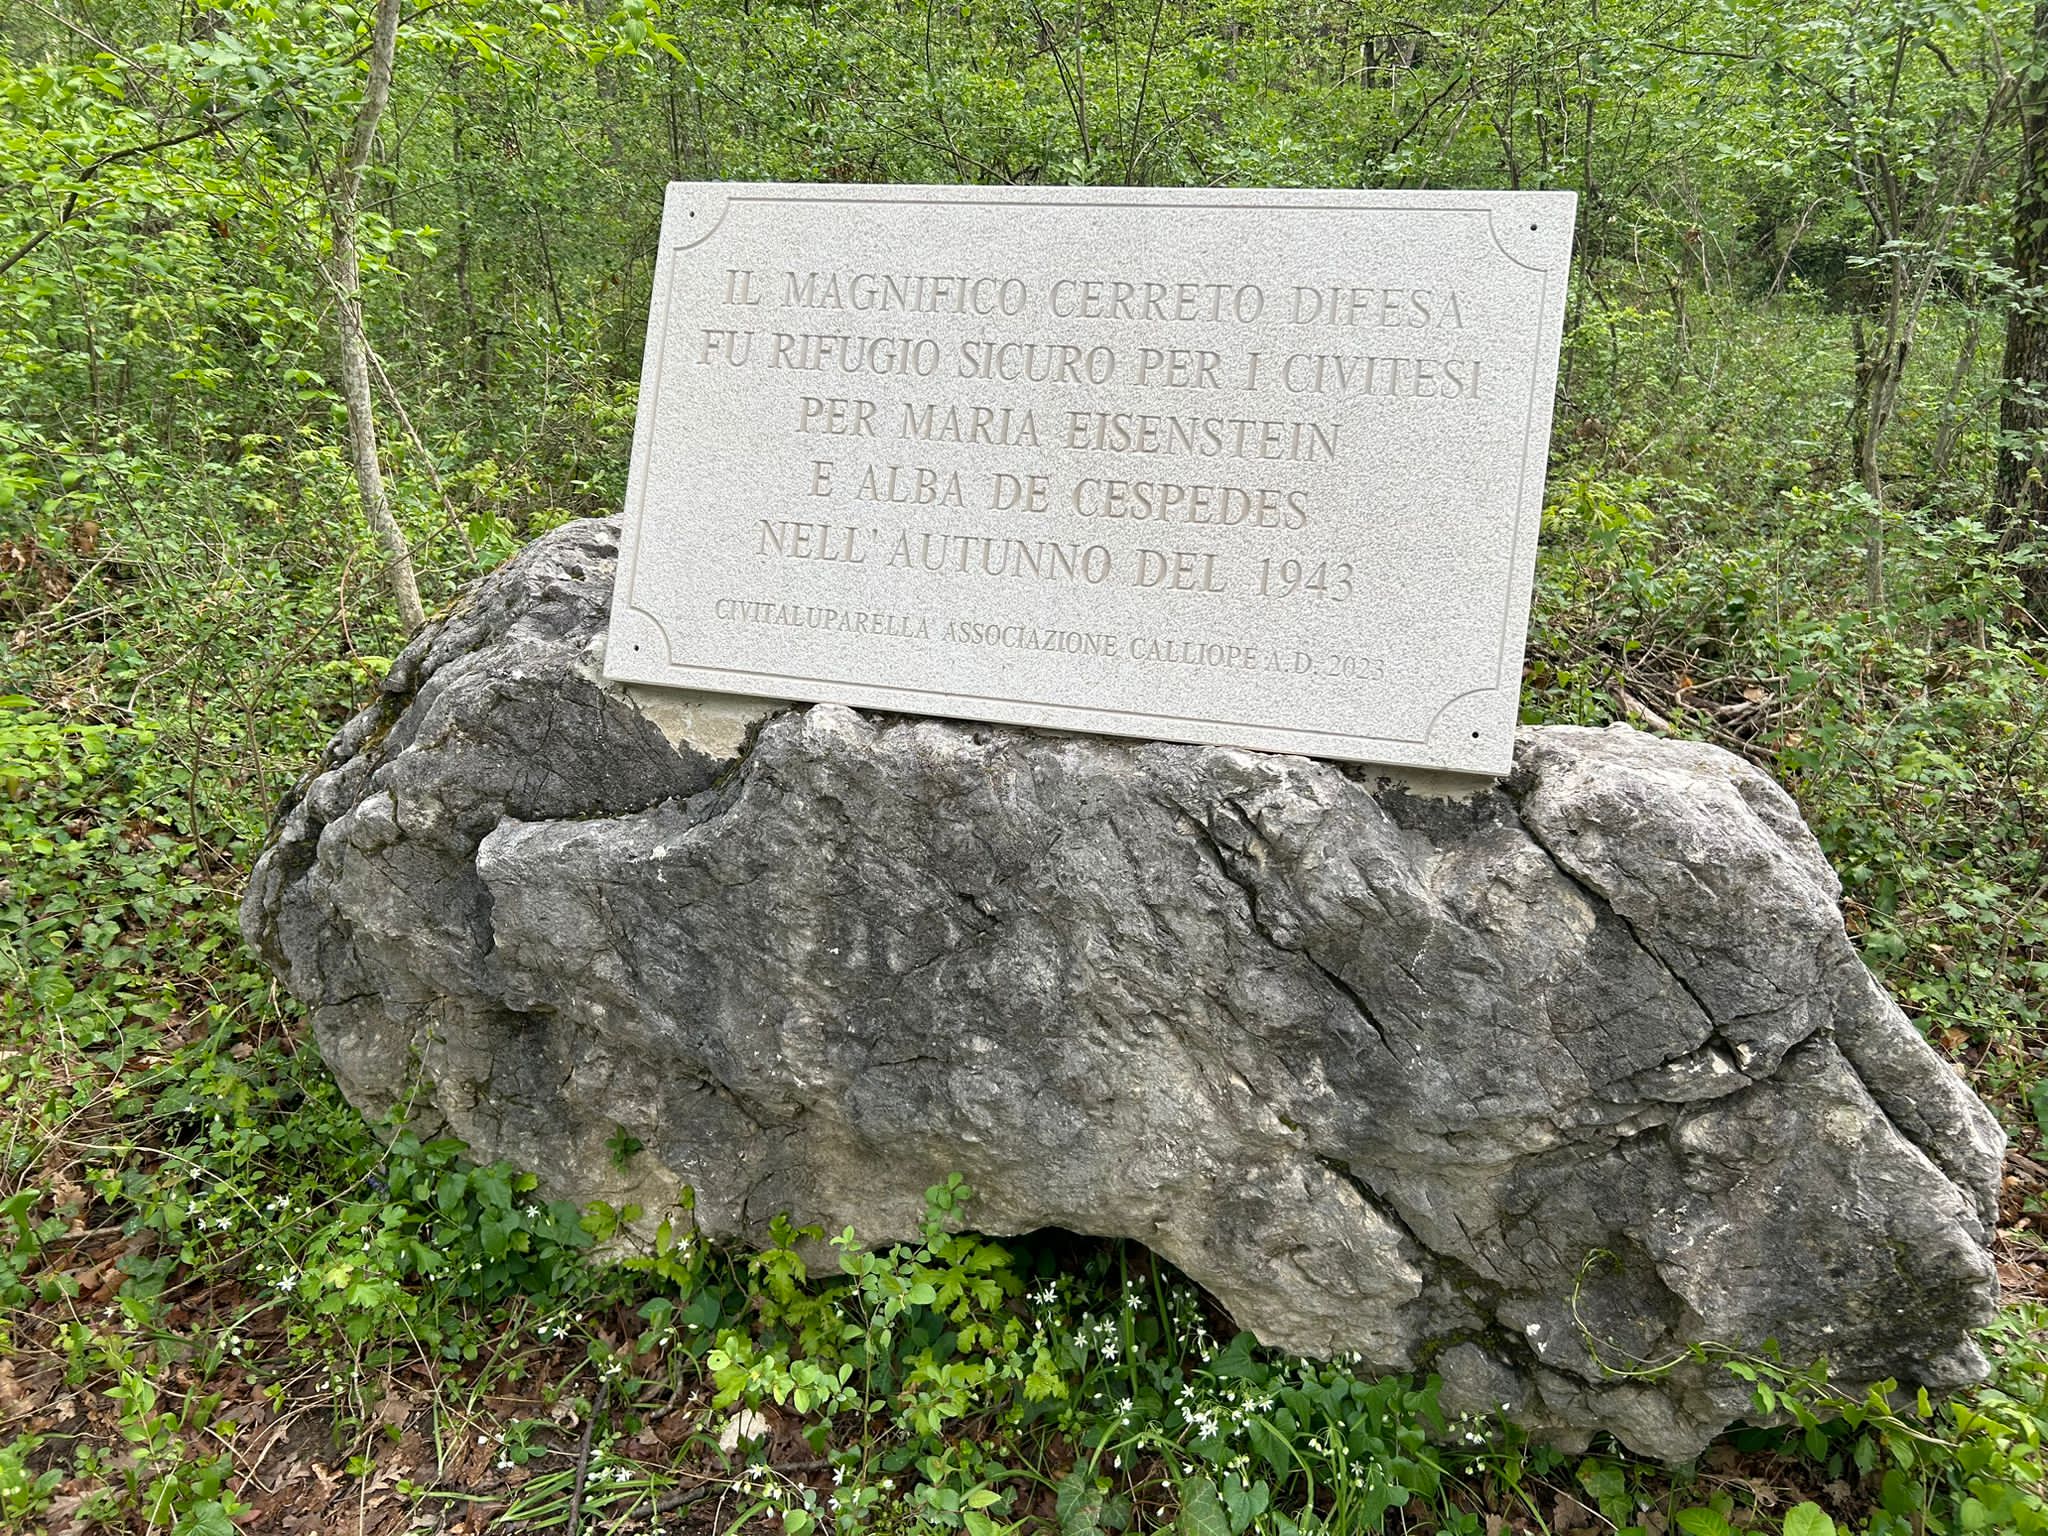 IL MAGNIFICO CERRETO DIFESA
FU RIFUGIO SICURO PER I CIVITESI
PER MARIA EISENSTEIN
E ALBA DE CESPEDES
NELL' AUTUNNO DEL 1943
CIVITALUPARELLA ASSOCIAZIONE CALLIOPE A. D. 2023